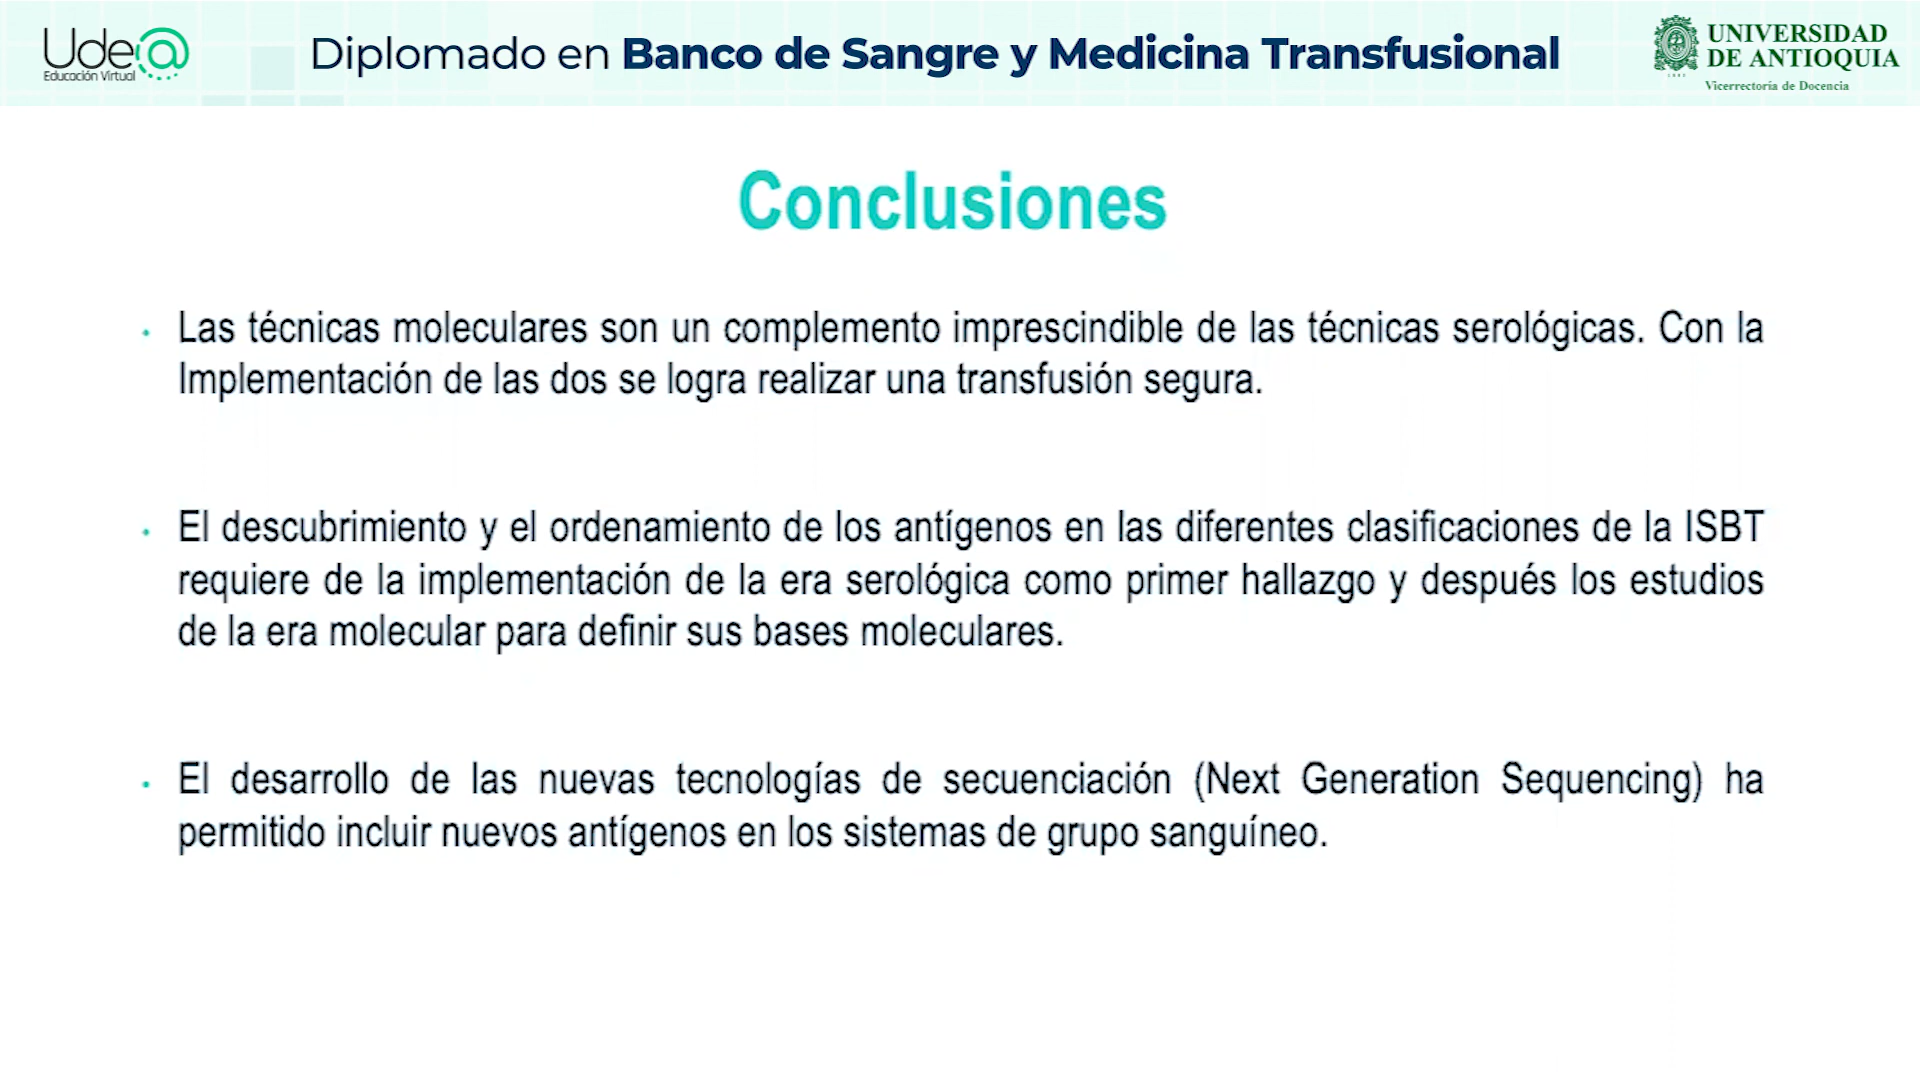 Ude@
Educación Virtual
Diplomado en Banco de Sangre y Medicina Transfusional
UNIVERSIDAD
DE ANTIOQUIA
1803
Vicerrectoría de Docencia
Conclusiones
• Las técnicas moleculares son un complemento imprescindible de las técnicas serológicas. Con la
Implementación de las dos se logra realizar una transfusión segura.
• El descubrimiento y el ordenamiento de los antígenos en las diferentes clasificaciones de la ISBT
requiere de la implementación de la era serológica como primer hallazgo y después los estudios
de la era molecular para definir sus bases moleculares.
• El desarrollo de las nuevas tecnologías de secuenciación (Next Generation Sequencing) ha
permitido incluir nuevos antígenos en los sistemas de grupo sanguíneo.